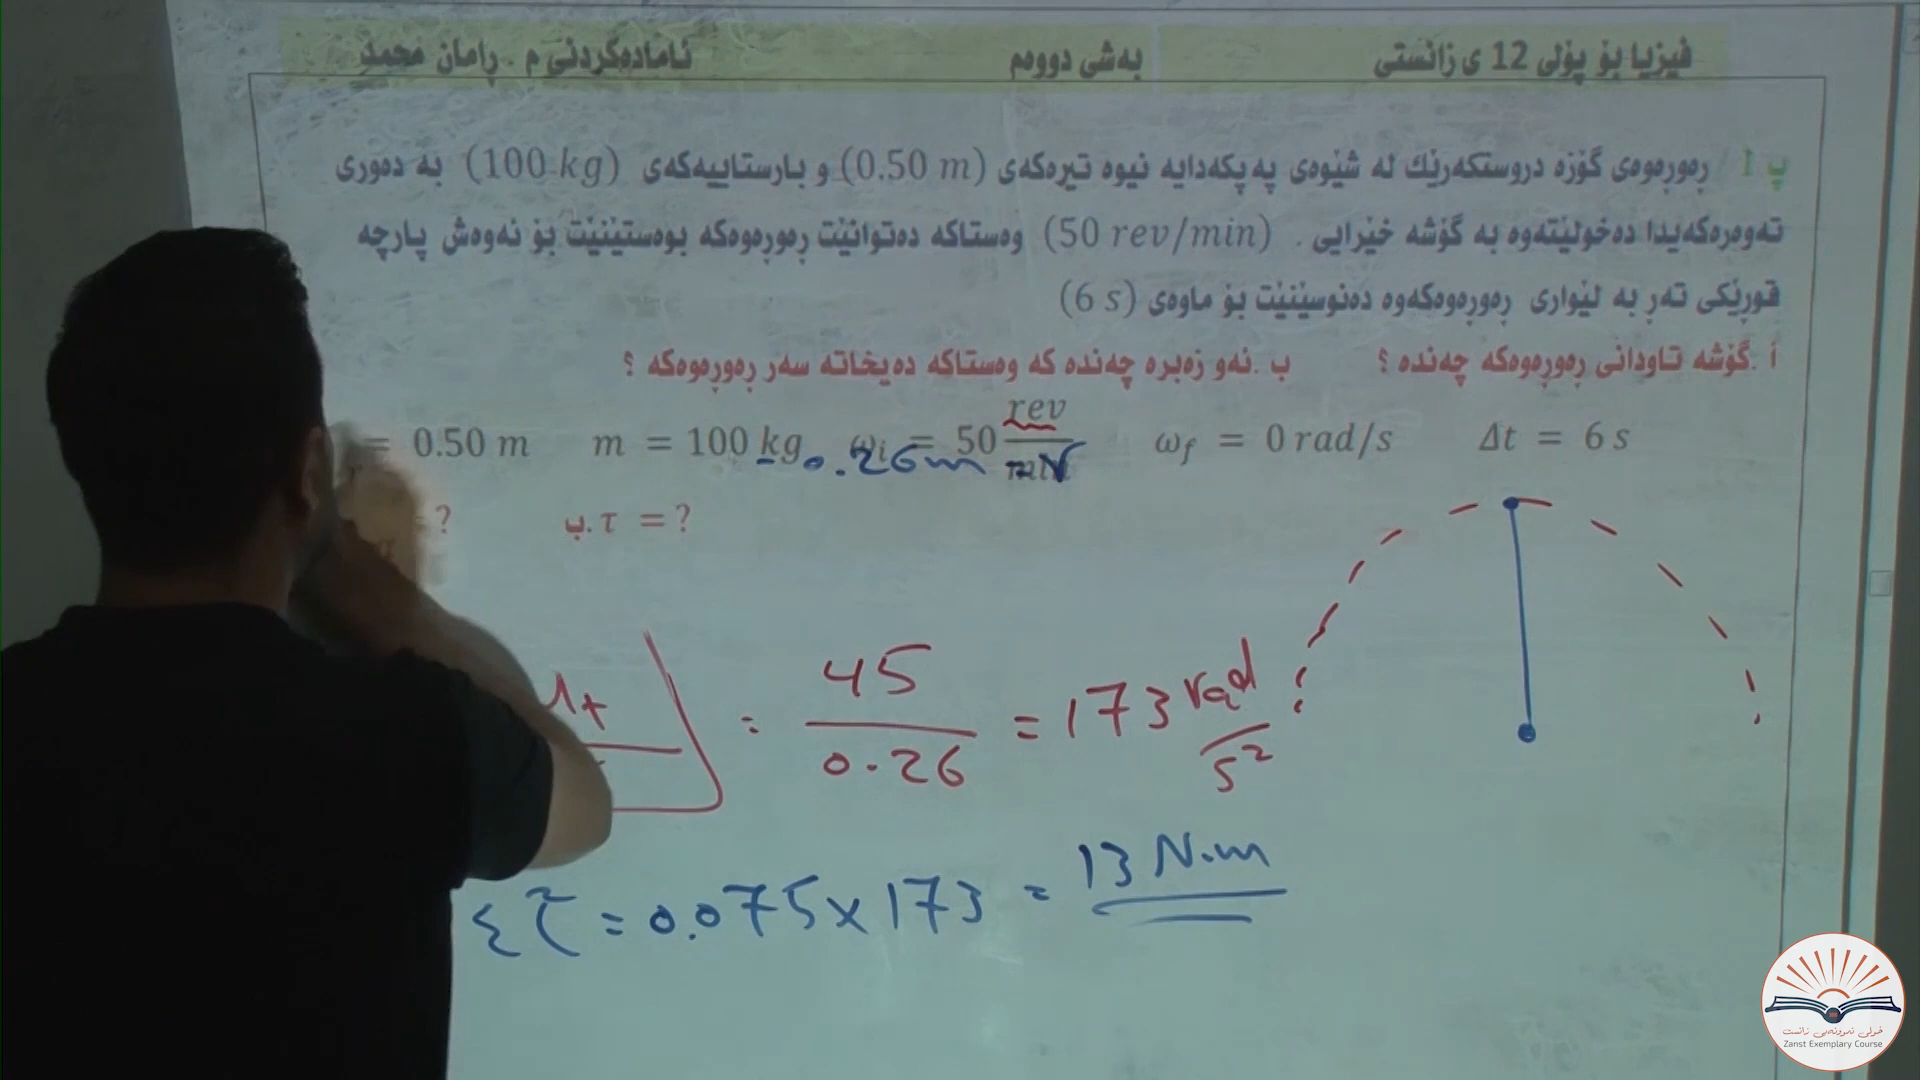 فیزیا بۆ پۆلی 12 ی زانستی بەشی دووەم ئامادەکردنی م . ڕامان محمد
پ 1 / ڕەوڕەوەی گۆزە دروستکەرێك لە شێوەی پەپکەدایە نیوە تیرەکەی (0.50 m) و بارستاییەکەی (100 kg) بە دەوری
تەوەرەکەیدا دەخولێتەوە بە گۆشە خێرایی . (50 rev/min) وەستاکە دەتوانێت ڕەوڕەوەکە بوەستێنێت بۆ ئەوەش پارچە
قوڕێکی تەڕ بە لێواری ڕەوڕەوەکەوە دەنوسێنێت بۆ ماوەی (6 s)
أ .گۆشە تاودانی ڕەوڕەوەکە چەندە ؟ ب .ئەو زەبرە چەندە کە وەستاکە دەیخاتە سەر ڕەوڕەوەکە ؟
= 0.50 m m = 100 kg ωi = 50 rev/min ωf = 0 rad/s Δt = 6 s
0.26m
? ب. τ = ?
= 45/0.26 = 173 rad/s²
Στ = 0.075 x 173 = 13 N.m
خولی نموونەیی زانست
Zanst Exemplary Course